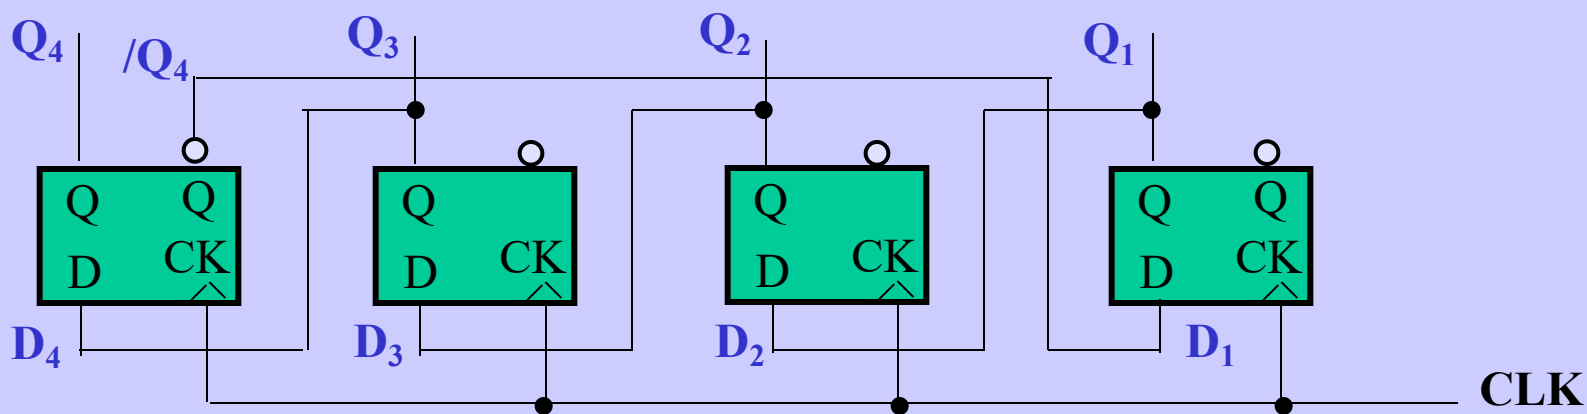 Q4 /Q4 Q3 Q2 Q1
Q Q Q Q Q Q
D CK D CK D CK D CK
D4 D3 D2 D1
CLK